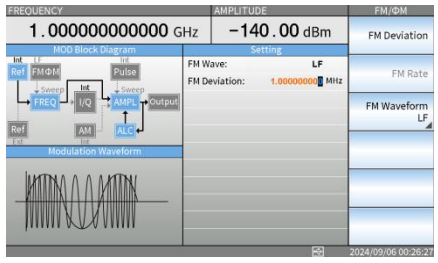 FREQUENCY
AMPLITUDE
FM/ΦM
1.000000000000 GHz
-140.00 dBm
FM Deviation
MOD Block Diagram
Setting
Int
LF
Int
Ref
FMΦM
Pulse
FM Wave:
LF
FM Deviation:
1.000000000 MHz
FM Rate
Sweep
Int
Sweep
FREQ
I/Q
AMPL
Output
FM Waveform
LF
Ref
AM
ALC
Ext
Int
Modulation Waveform
2024/09/06 00:26:27